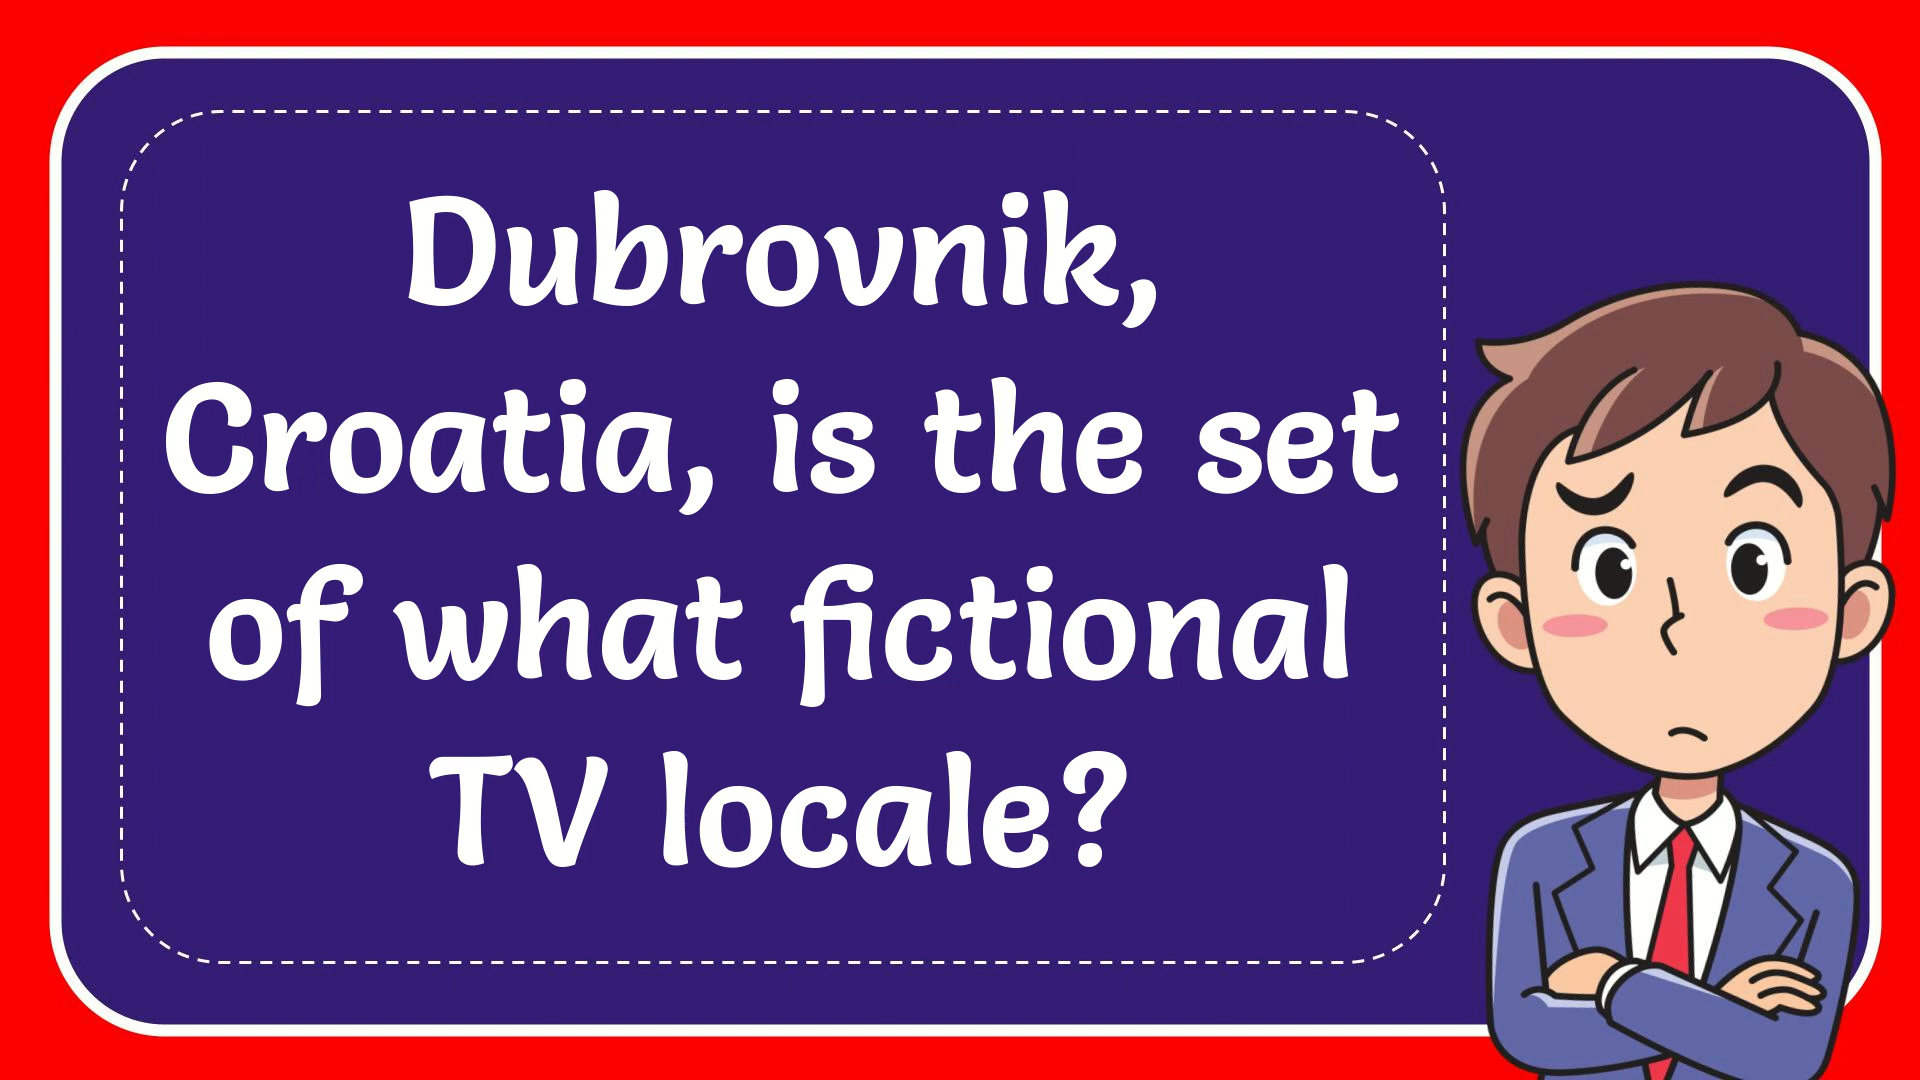 Dubrovnik,
Croatia, is the set
of what fictional
TV locale?